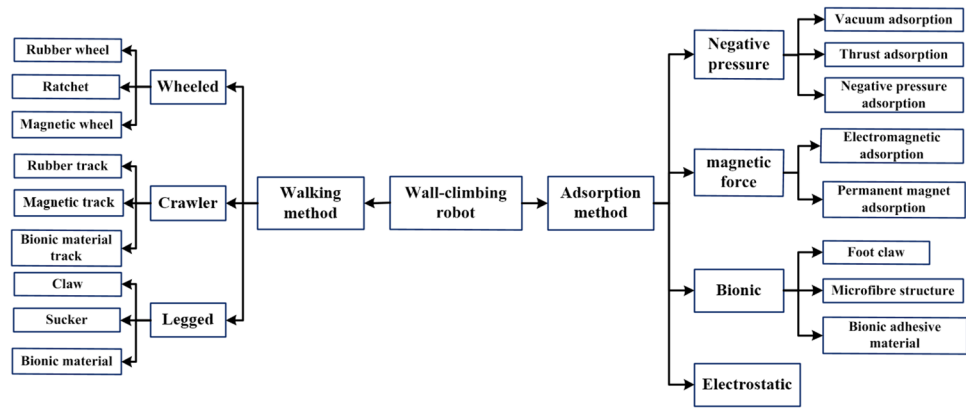 Rubber wheel
Ratchet
Magnetic wheel
Wheeled
Rubber track
Magnetic track
Bionic material
track
Crawler
Claw
Sucker
Bionic material
Legged
Walking
method
Wall-climbing
robot
Adsorption
method
Negative
pressure
Vacuum adsorption
Thrust adsorption
Negative pressure
adsorption
magnetic
force
Electromagnetic
adsorption
Permanent magnet
adsorption
Bionic
Foot claw
Microfibre structure
Bionic adhesive
material
Electrostatic